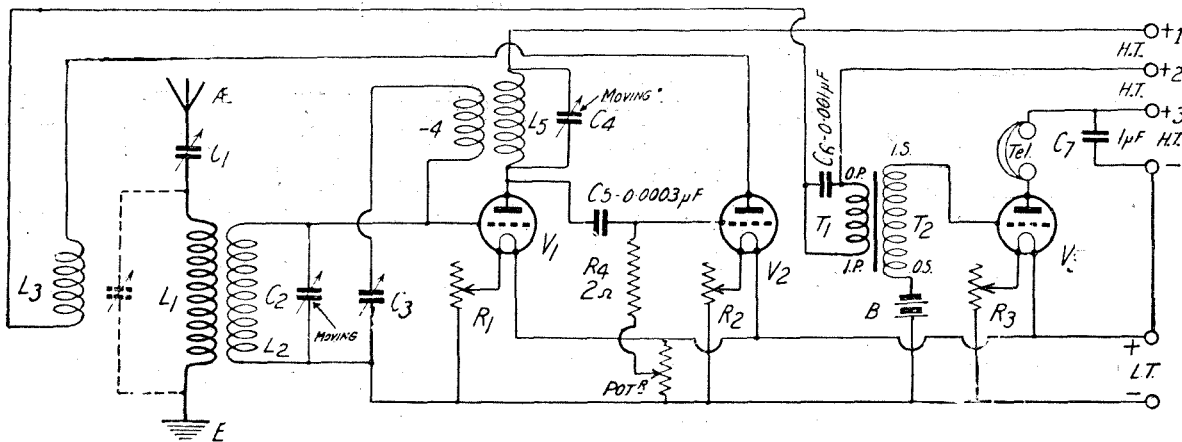 +1
H.T.
+2
H.T.
+3
H.T.
-
Æ
C1
-4
L5
MOVING
C4
C5-0.0003µF
C6-0.001µF
O.P.
I.S.
Tel.
C7
1µF
L3
L1
L2
C2
MOVING
C3
R1
V1
R4
2Ω
POTR
R2
V2
T1
I.P.
T2
O.S.
B
R3
V
+
L.T.
-
E